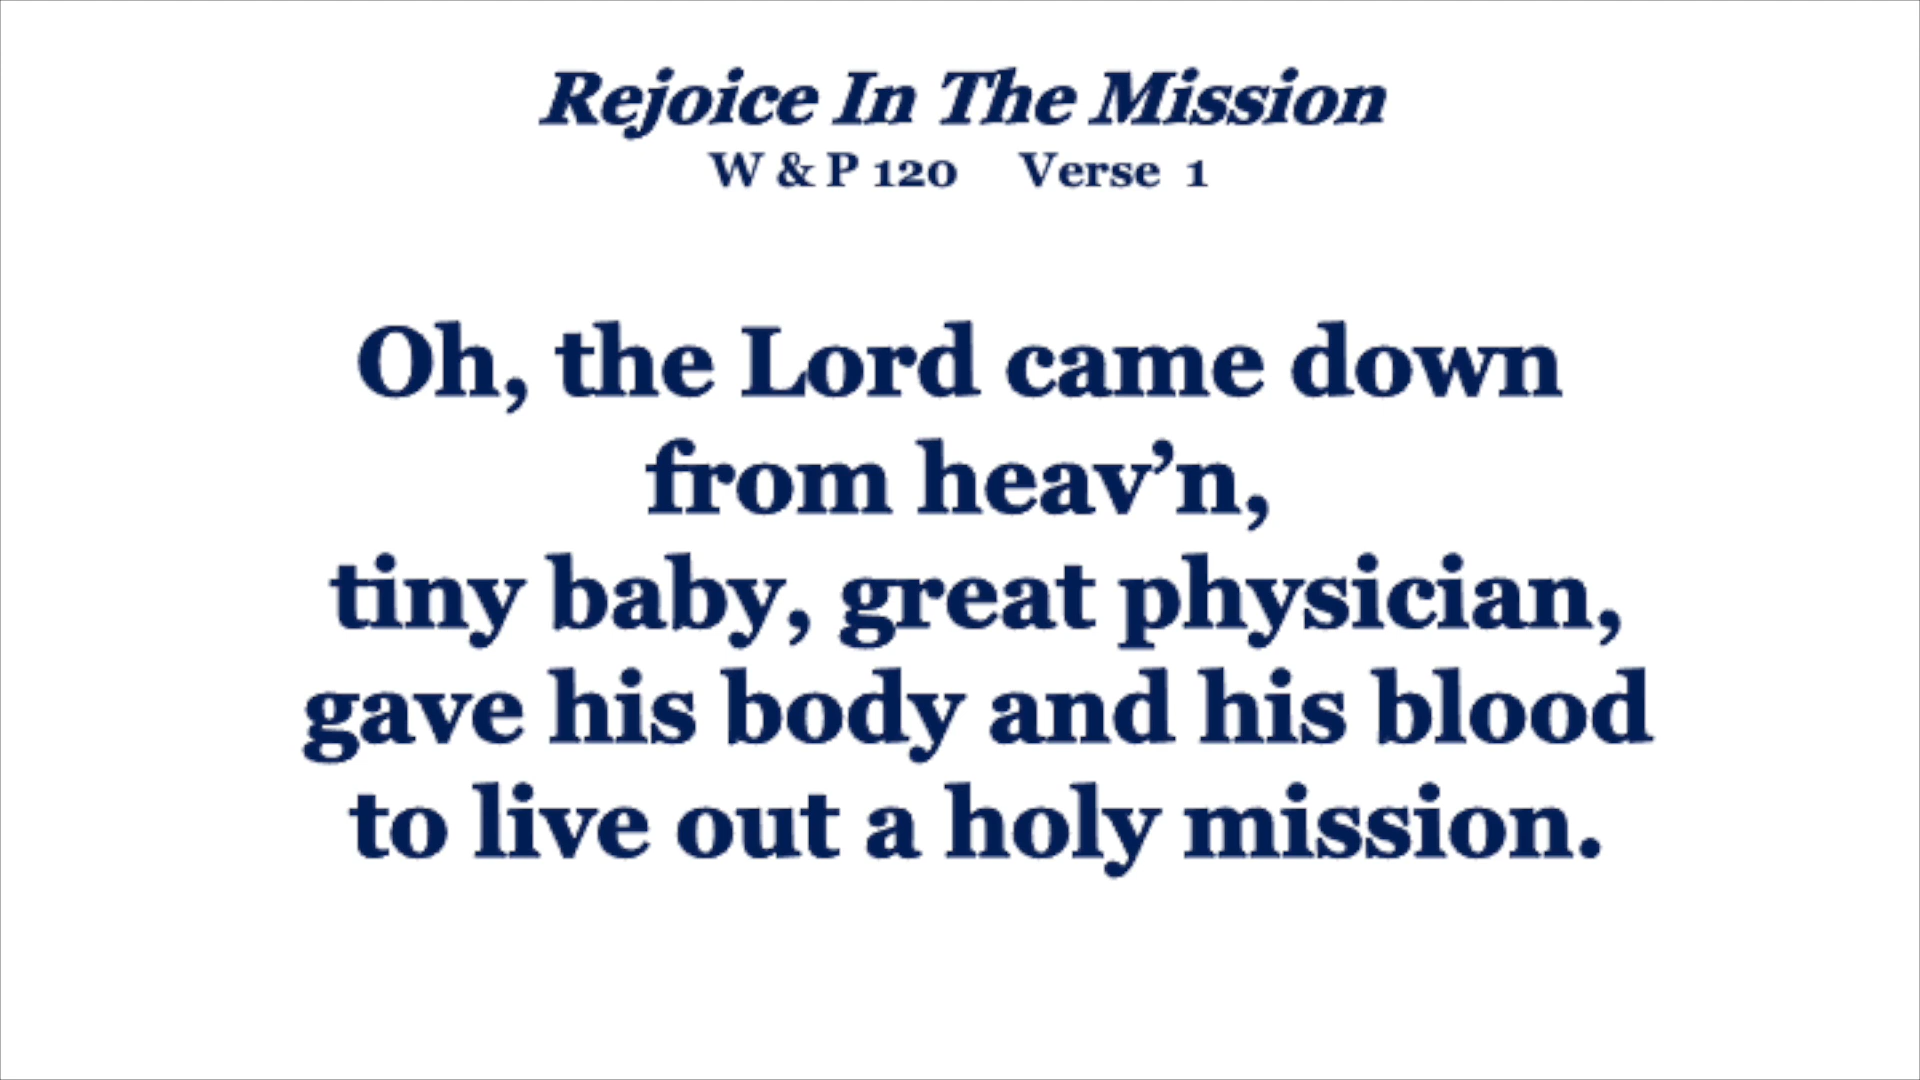 Rejoice In The Mission
W & P 120 Verse 1
Oh, the Lord came down
from heav’n,
tiny baby, great physician,
gave his body and his blood
to live out a holy mission.